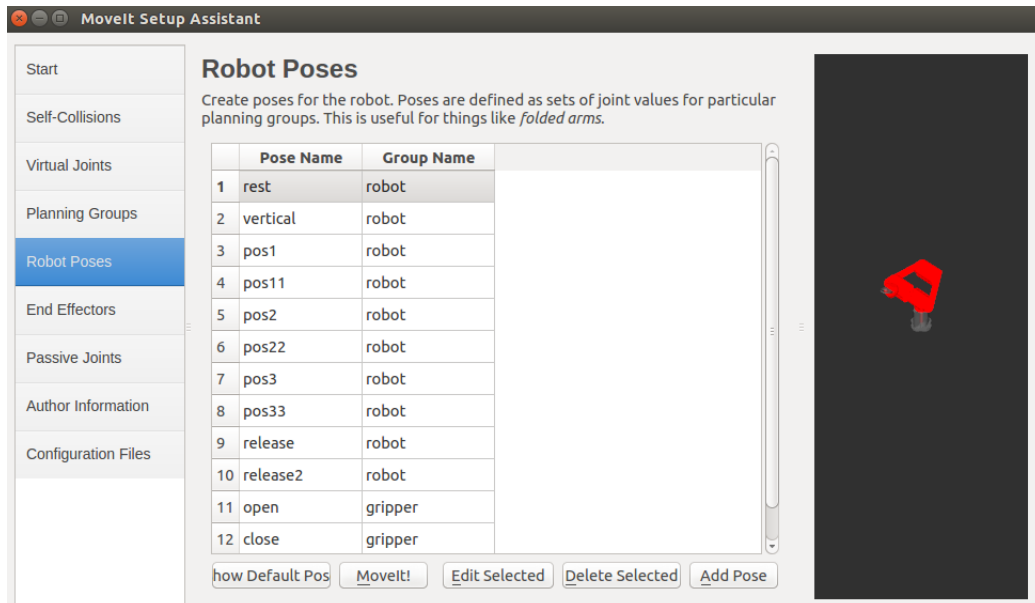 MoveIt Setup Assistant
Start
Self-Collisions
Virtual Joints
Planning Groups
Robot Poses
End Effectors
Passive Joints
Author Information
Configuration Files
Robot Poses
Create poses for the robot. Poses are defined as sets of joint values for particular
planning groups. This is useful for things like folded arms.
Pose Name Group Name
1 rest robot
2 vertical robot
3 pos1 robot
4 pos11 robot
5 pos2 robot
6 pos22 robot
7 pos3 robot
8 pos33 robot
9 release robot
10 release2 robot
11 open gripper
12 close gripper
how Default Pos MoveIt! Edit Selected Delete Selected Add Pose